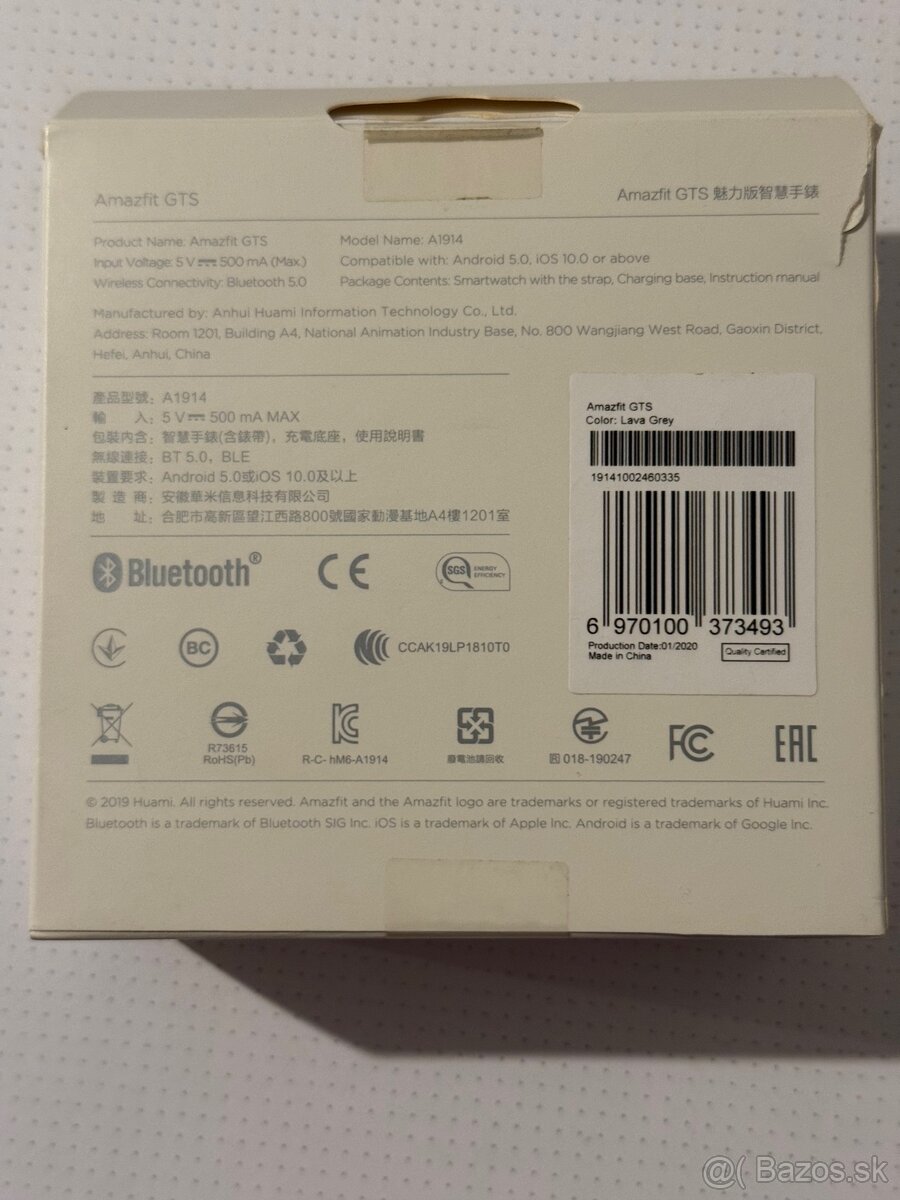 Amazfit GTS
Amazfit GTS 魅力版智慧手錶
Product Name: Amazfit GTS
Input Voltage: 5 V⎓500 mA (Max.)
Wireless Connectivity: Bluetooth 5.0
Model Name: A1914
Compatible with: Android 5.0, iOS 10.0 or above
Package Contents: Smartwatch with the strap, Charging base, Instruction manual
Manufactured by: Anhui Huami Information Technology Co., Ltd.
Address: Room 1201, Building A4, National Animation Industry Base, No. 800 Wangjiang West Road, Gaoxin District,
Hefei, Anhui, China
產品型號：A1914
輸　　入：5 V⎓500 mA MAX
包裝內含：智慧手錶(含錶帶)，充電底座，使用說明書
無線連接：BT 5.0，BLE
裝置要求：Android 5.0或iOS 10.0及以上
製 造 商：安徽華米信息科技有限公司
地　　址：合肥市高新區望江西路800號國家動漫基地A4樓1201室
Amazfit GTS
Color: Lava Grey
19141002460335
6 970100 373493
Production Date:01/2020
Made in China
Quality Certified
Bluetooth®
CE
SGS ENERGY EFFICIENCY
BC
CCAK19LP1810T0
R73615
RoHS(Pb)
R-C- hM6-A1914
廢電池請回收
R 018-190247
FC
EAC
© 2019 Huami. All rights reserved. Amazfit and the Amazfit logo are trademarks or registered trademarks of Huami Inc.
Bluetooth is a trademark of Bluetooth SIG Inc. iOS is a trademark of Apple Inc. Android is a trademark of Google Inc.
@( Bazos.sk